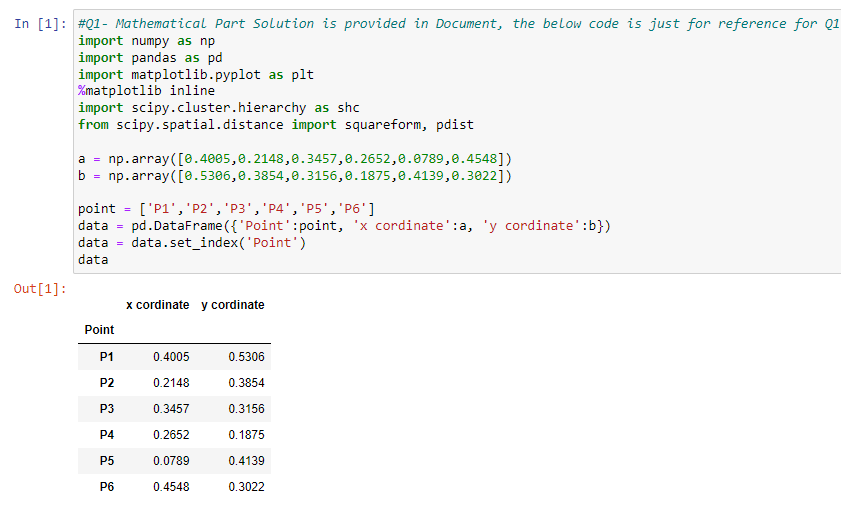 In [1]: #Q1- Mathematical Part Solution is provided in Document, the below code is just for reference for Q1
import numpy as np
import pandas as pd
import matplotlib.pyplot as plt
%matplotlib inline
import scipy.cluster.hierarchy as shc
from scipy.spatial.distance import squareform, pdist
a = np.array([0.4005,0.2148,0.3457,0.2652,0.0789,0.4548])
b = np.array([0.5306,0.3854,0.3156,0.1875,0.4139,0.3022])
point = ['P1','P2','P3','P4','P5','P6']
data = pd.DataFrame({'Point':point, 'x cordinate':a, 'y cordinate':b})
data = data.set_index('Point')
data
Out[1]:
x cordinate y cordinate
Point
P1 0.4005 0.5306
P2 0.2148 0.3854
P3 0.3457 0.3156
P4 0.2652 0.1875
P5 0.0789 0.4139
P6 0.4548 0.3022